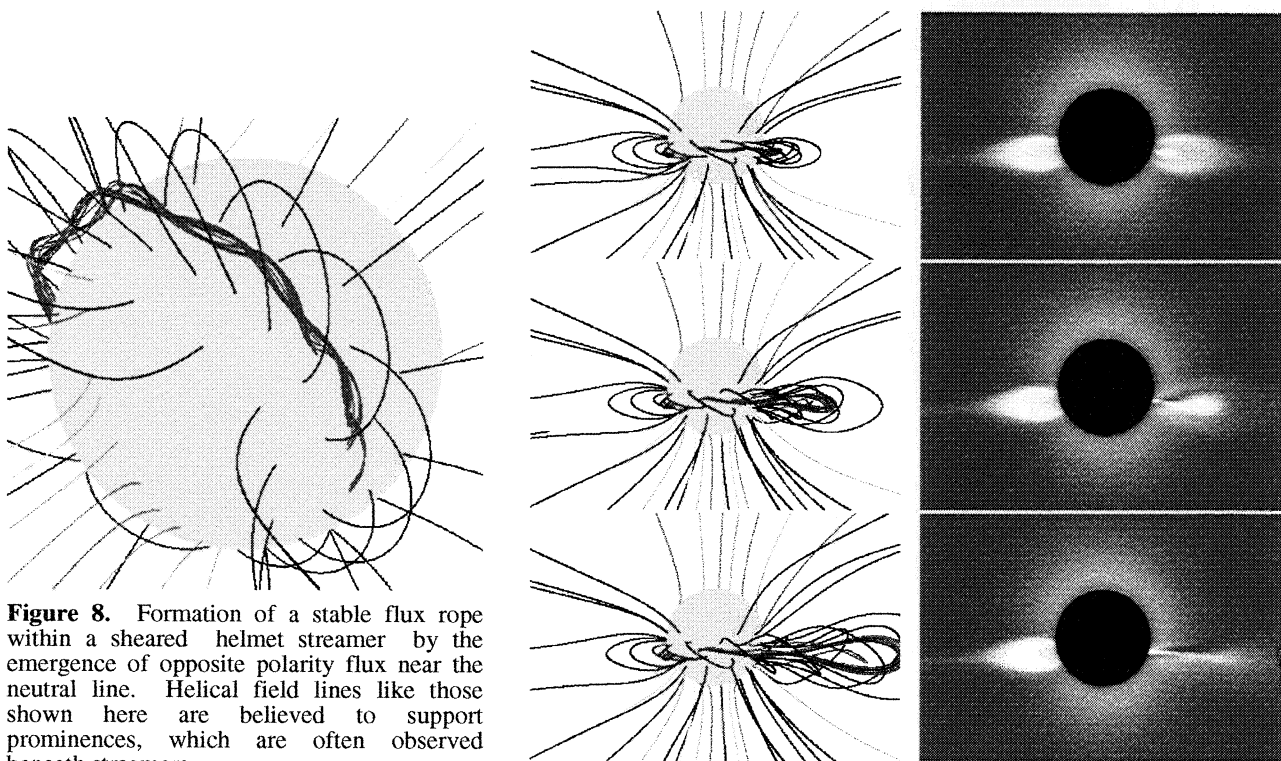 Figure 8. Formation of a stable flux rope
within a sheared helmet streamer by the
emergence of opposite polarity flux near the
neutral line. Helical field lines like those
shown here are believed to support
prominences, which are often observed